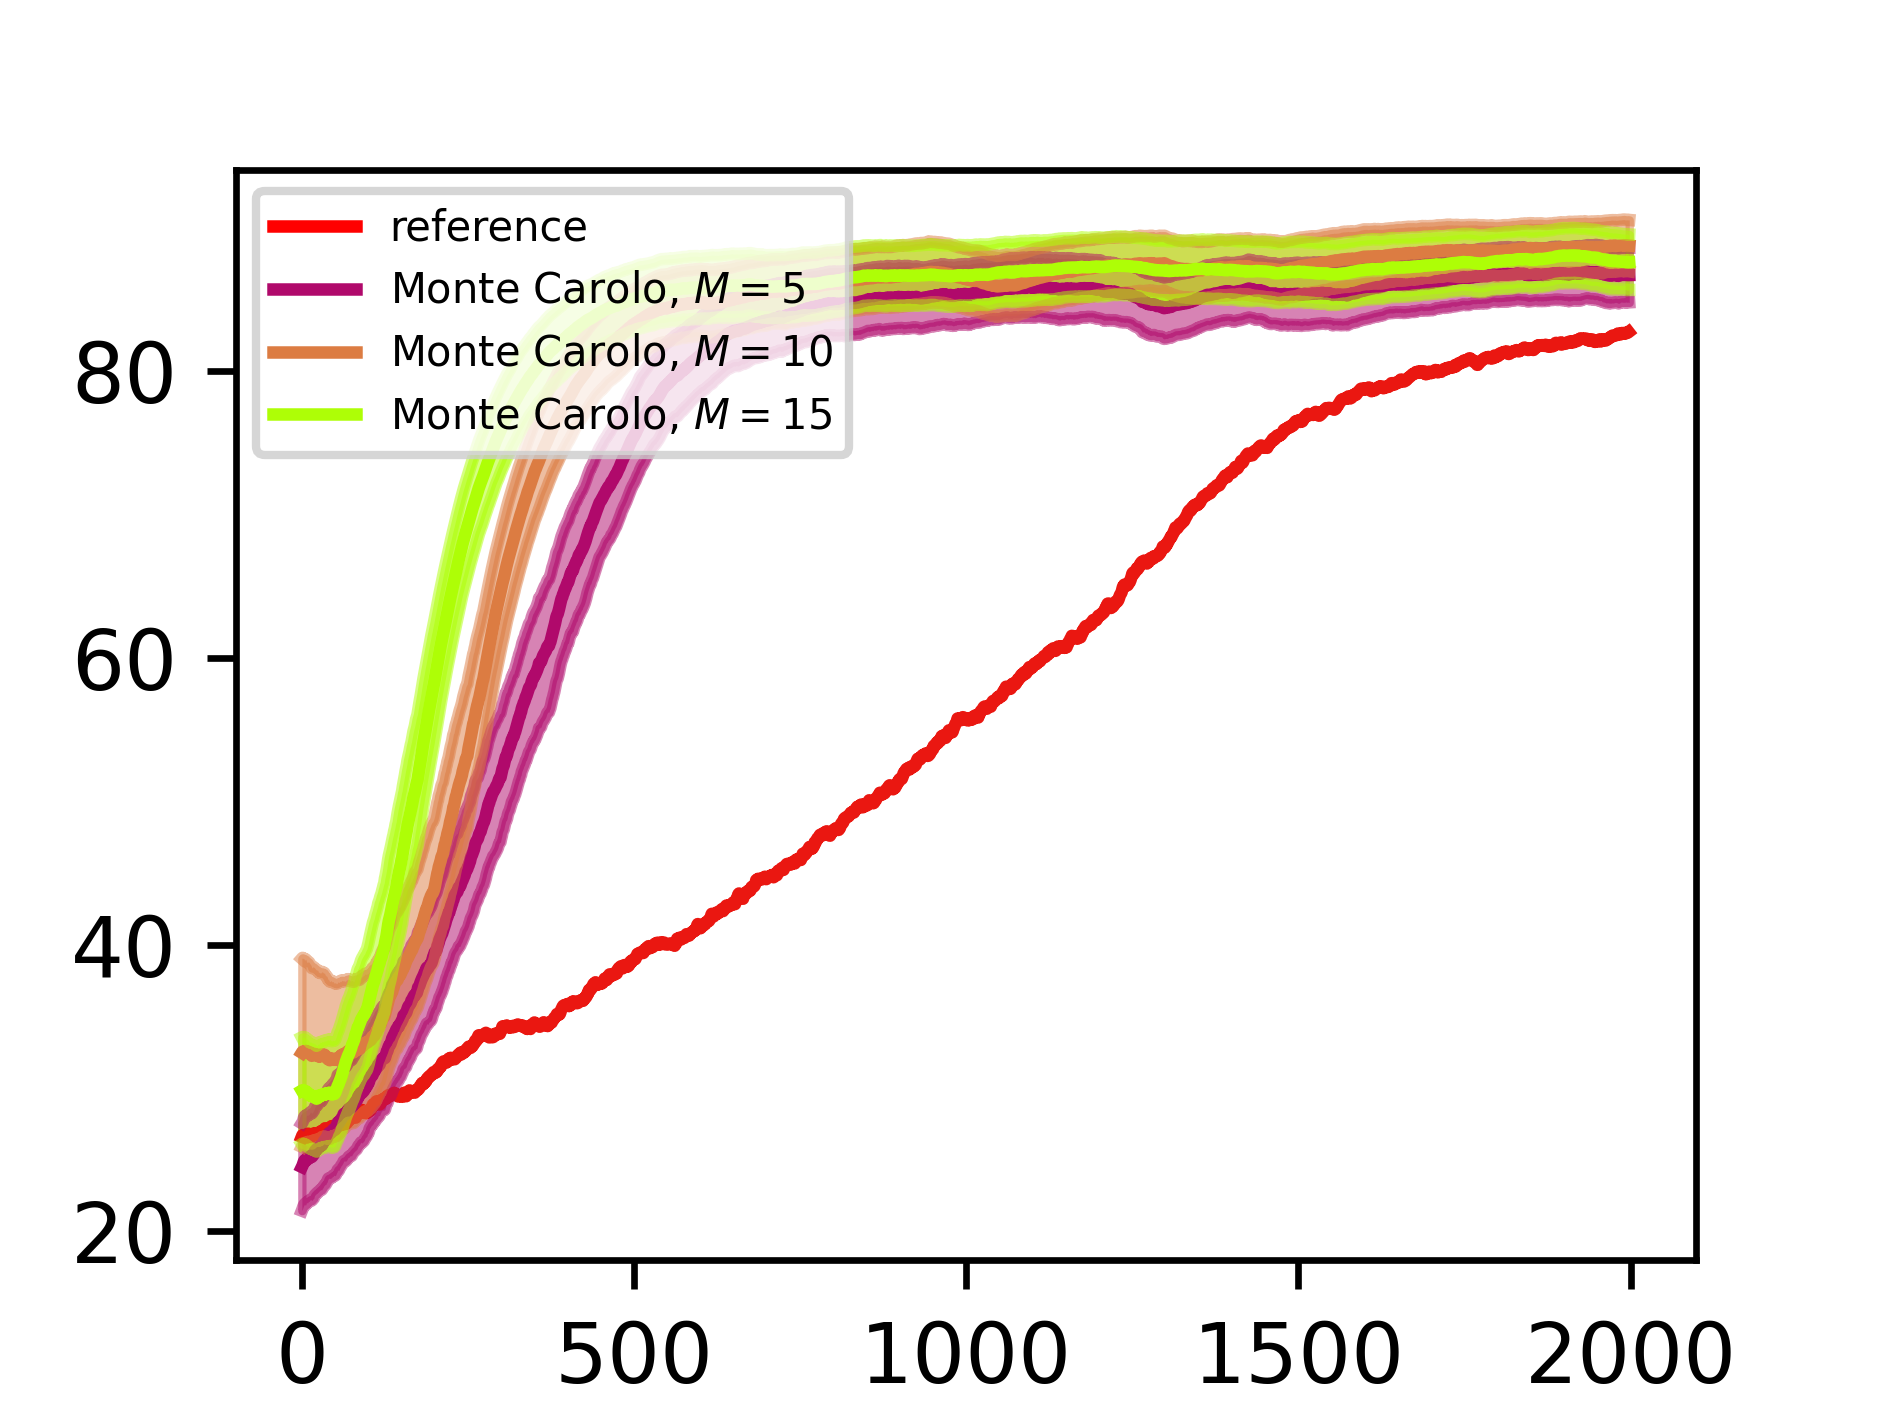 reference
Monte Carolo, M = 5
Monte Carolo, M = 10
Monte Carolo, M = 15
80
60
40
20
0 500 1000 1500 2000